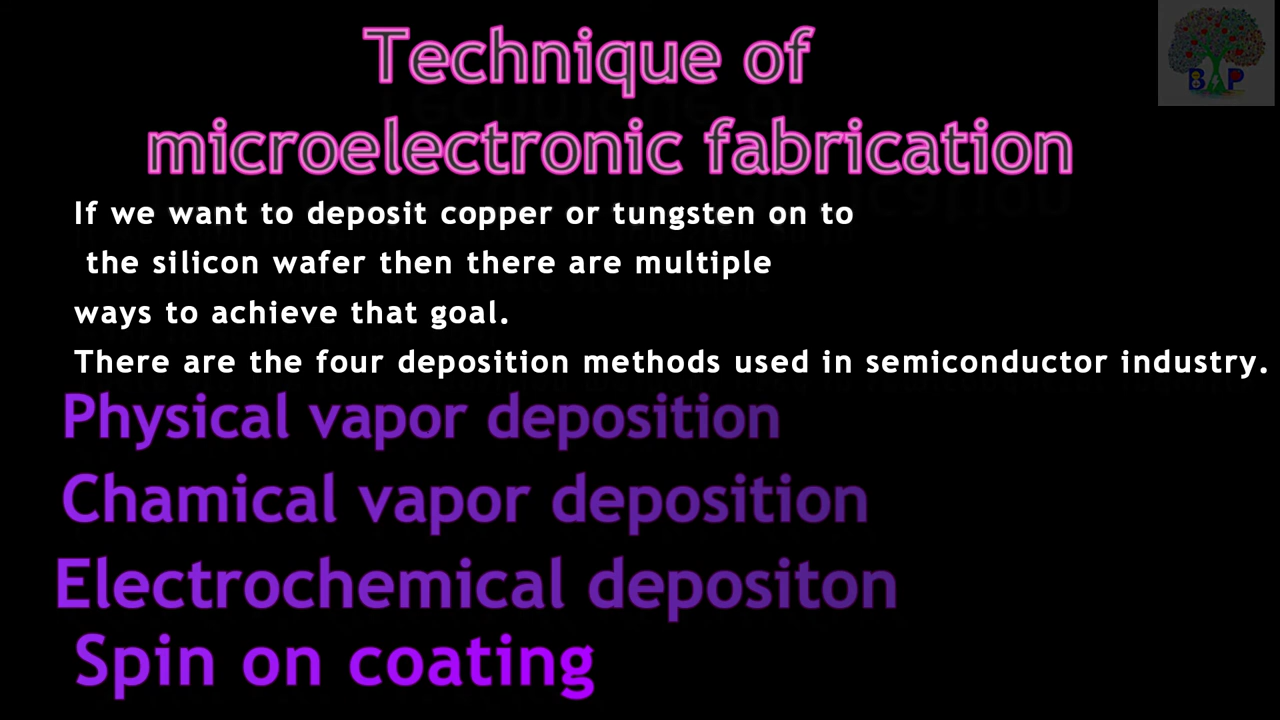 Technique of
microelectronic fabrication
If we want to deposit copper or tungsten on to
the silicon wafer then there are multiple
ways to achieve that goal.
There are the four deposition methods used in semiconductor industry.
Physical vapor deposition
Chamical vapor deposition
Electrochemical depositon
Spin on coating
BAP